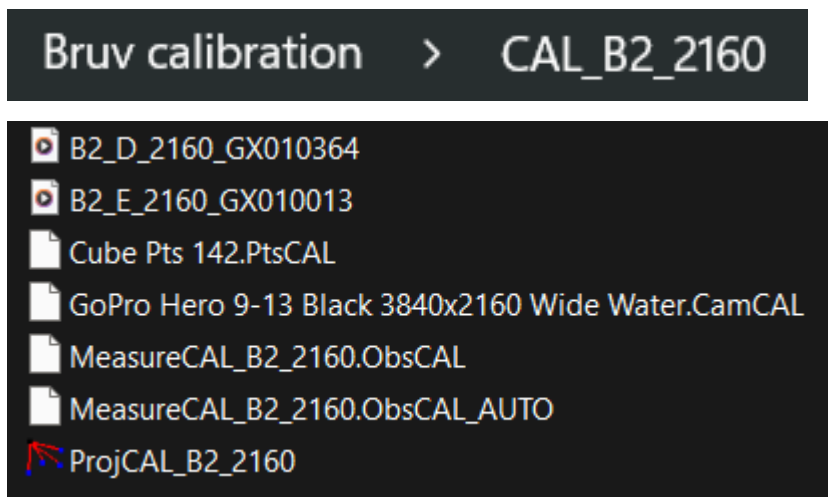 Bruv calibration > CAL_B2_2160
B2_D_2160_GX010364
B2_E_2160_GX010013
Cube Pts 142.PtsCAL
GoPro Hero 9-13 Black 3840x2160 Wide Water.CamCAL
MeasureCAL_B2_2160.ObsCAL
MeasureCAL_B2_2160.ObsCAL_AUTO
ProjCAL_B2_2160